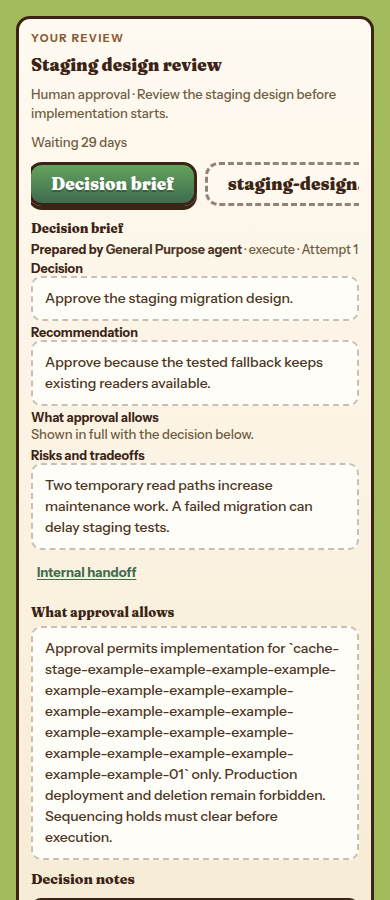 YOUR REVIEW
Staging design review
Human approval · Review the staging design before
implementation starts.
Waiting 29 days
Decision brief
staging-design.
Decision brief
Prepared by General Purpose agent · execute · Attempt 1
Decision
Approve the staging migration design.
Recommendation
Approve because the tested fallback keeps
existing readers available.
What approval allows
Shown in full with the decision below.
Risks and tradeoffs
Two temporary read paths increase
maintenance work. A failed migration can
delay staging tests.
Internal handoff
What approval allows
Approval permits implementation for `cache-
stage-example-example-example-example-
example-example-example-example-
example-example-example-example-
example-example-example-example-
example-example-example-example-
example-example-01` only. Production
deployment and deletion remain forbidden.
Sequencing holds must clear before
execution.
Decision notes